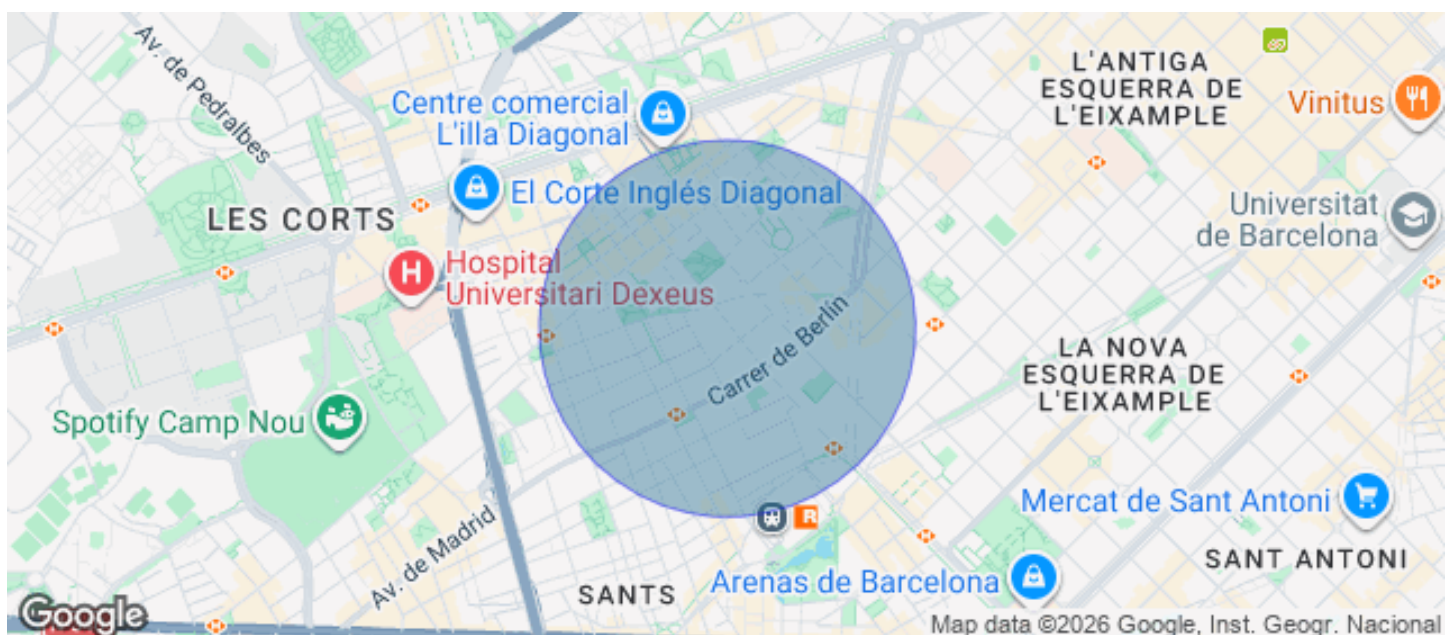 Av. de Pedralbes
Centre comercial
L'illa Diagonal
L'ANTIGA
ESQUERRA DE
L'EIXAMPLE
Vinitus
El Corte Inglés Diagonal
LES CORTS
Universitat
de Barcelona
H
Hospital
Universitari Dexeus
Carrer de Berlín
LA NOVA
ESQUERRA DE
L'EIXAMPLE
Spotify Camp Nou
Mercat de Sant Antoni
R
Av. de Madrid
SANT ANTONI
SANTS
Arenas de Barcelona
Google
Map data ©2026 Google, Inst. Geogr. Nacional